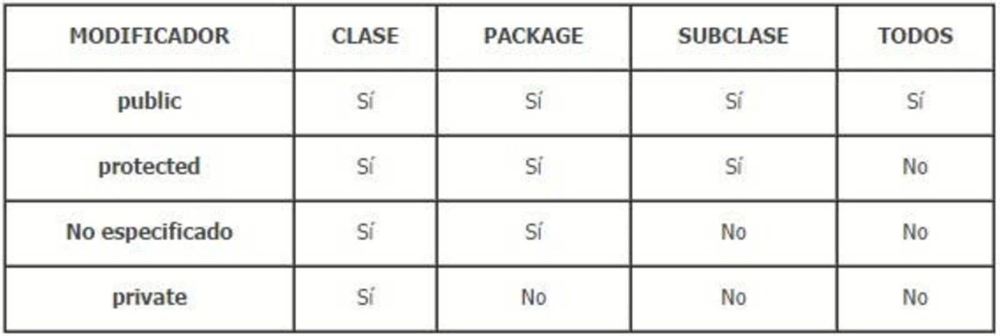 MODIFICADOR CLASE PACKAGE SUBCLASE TODOS
public Sí Sí Sí Sí
protected Sí Sí Sí No
No especificado Sí Sí No No
private Sí No No No